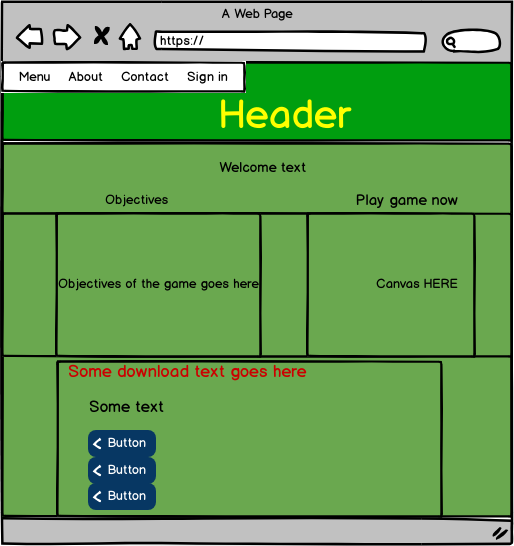 A Web Page
https://
Menu About Contact Sign in
Header
Welcome text
Objectives Play game now
Objectives of the game goes here Canvas HERE
Some download text goes here
Some text
Button
Button
Button